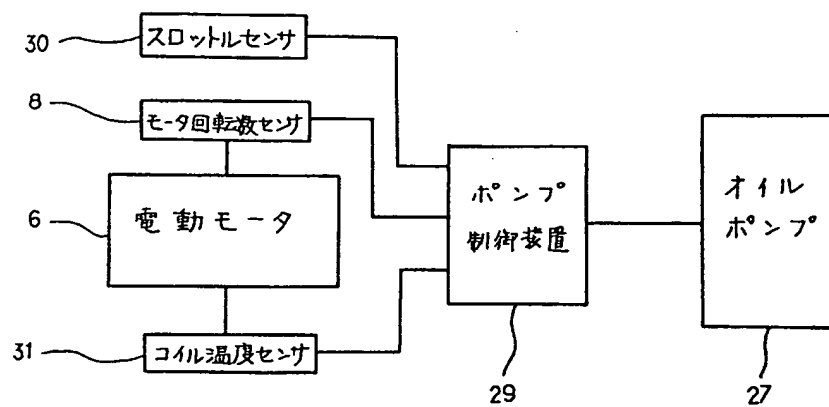 30
スロットルセンサ
8
モータ回転数センサ
6
電動モータ
31
コイル温度センサ
ポンプ
制御装置
29
オイル
ポンプ
27